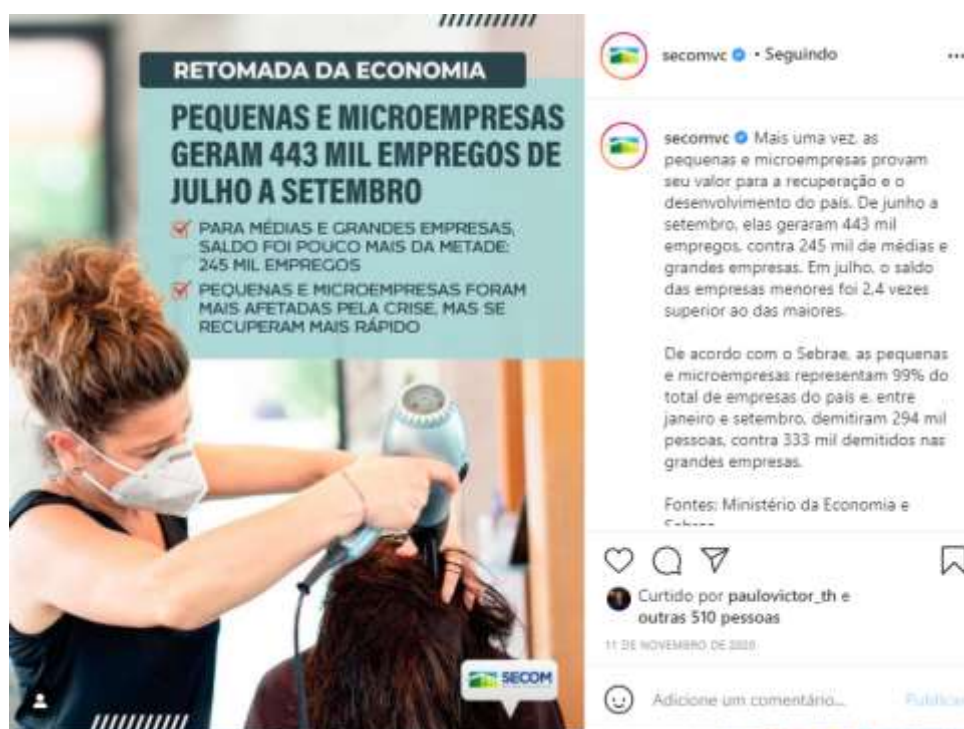 RETOMADA DA ECONOMIA
PEQUENAS E MICROEMPRESAS
GERAM 443 MIL EMPREGOS DE
JULHO A SETEMBRO
PARA MÉDIAS E GRANDES EMPRESAS,
SALDO FOI POUCO MAIS DA METADE:
245 MIL EMPREGOS
PEQUENAS E MICROEMPRESAS FORAM
MAIS AFETADAS PELA CRISE, MAS SE
RECUPERAM MAIS RÁPIDO
SECOM
secomvc • Seguindo
secomvc Mais uma vez, as
pequenas e microempresas provam
seu valor para a recuperação e o
desenvolvimento do país. De junho a
setembro, elas geraram 443 mil
empregos, contra 245 mil de médias e
grandes empresas. Em julho, o saldo
das empresas menores foi 2,4 vezes
superior ao das maiores.
De acordo com o Sebrae, as pequenas
e microempresas representam 99% do
total de empresas do país e, entre
janeiro e setembro, demitiram 294 mil
pessoas, contra 333 mil demitidos nas
grandes empresas.
Fontes: Ministério da Economia e
Curtido por paulovictor_th e
outras 510 pessoas
11 DE NOVEMBRO DE 2020
Adicione um comentário...
Publicar